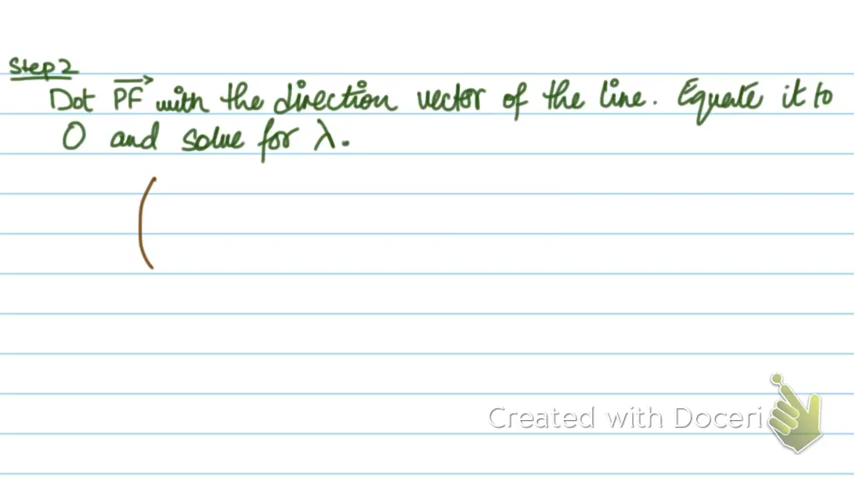 Step 2
Dot PF with the direction vector of the line. Equate it to
0 and solve for λ.
(
Created with Doceri